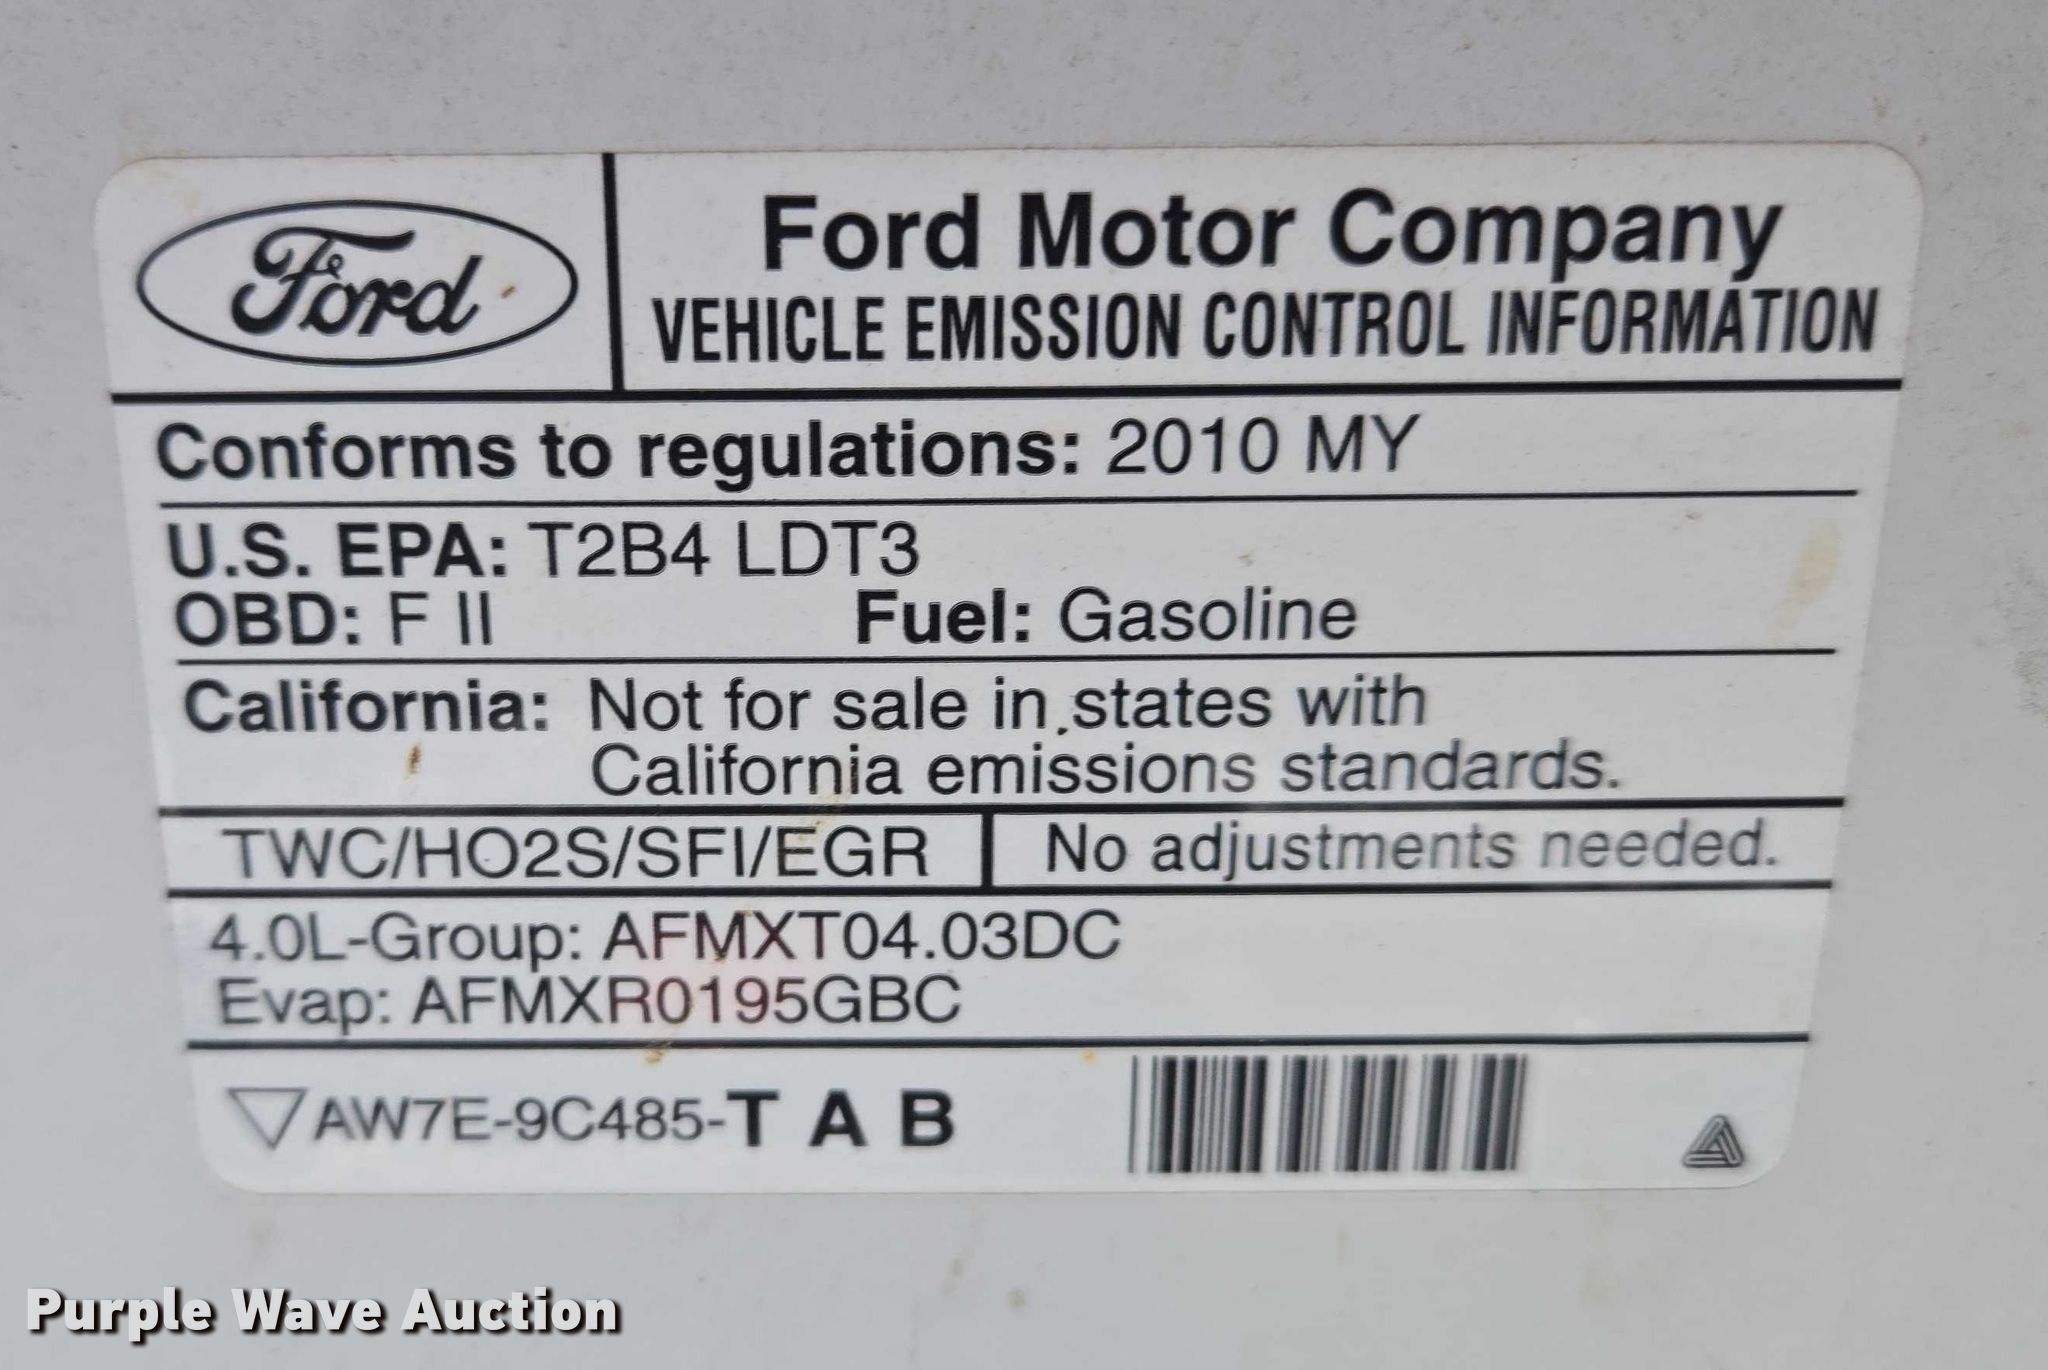 Ford
Ford Motor Company
VEHICLE EMISSION CONTROL INFORMATION
Conforms to regulations: 2010 MY
U.S. EPA: T2B4 LDT3
OBD: F II Fuel: Gasoline
California: Not for sale in states with
California emissions standards.
TWC/HO2S/SFI/EGR No adjustments needed.
4.0L-Group: AFMXT04.03DC
Evap: AFMXR0195GBC
AW7E-9C485-T A B
Purple Wave Auction